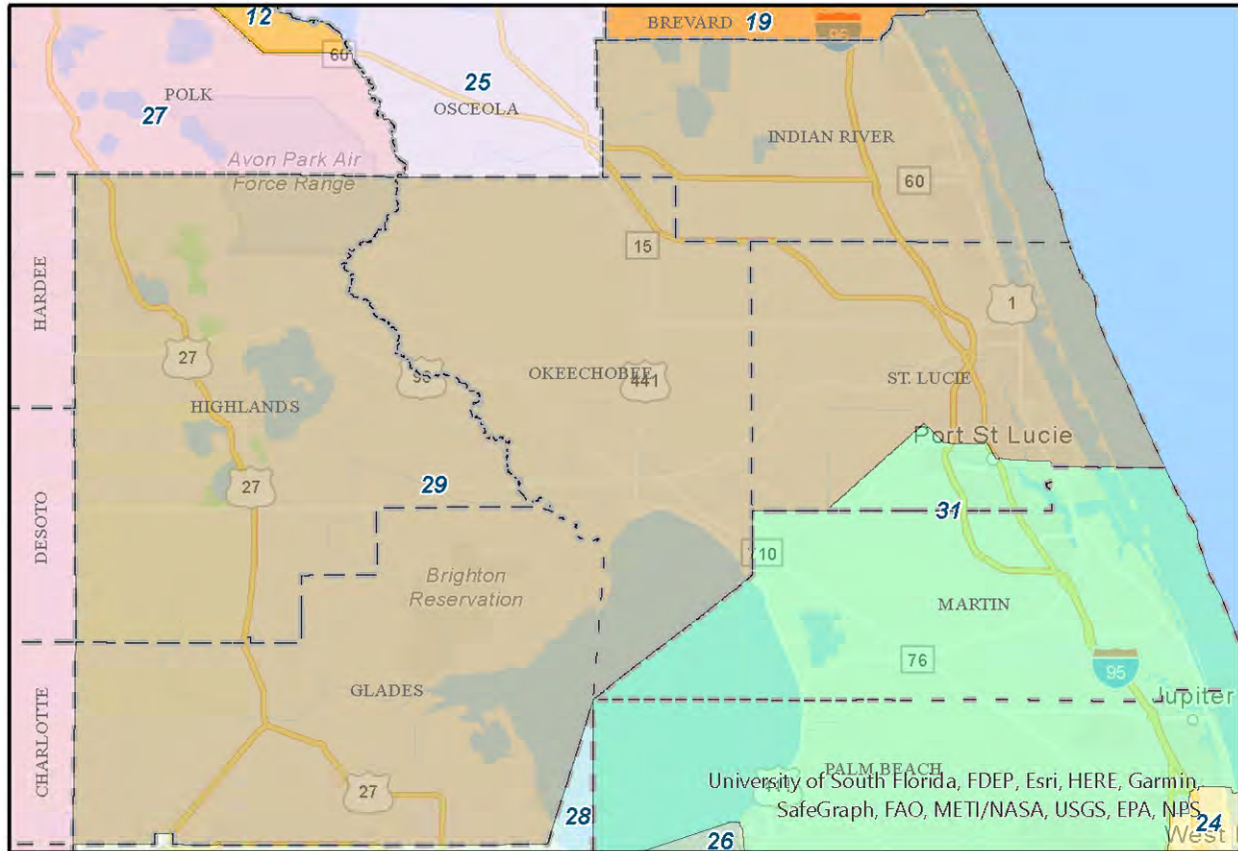 12
BREVARD 19
95
60
25
POLK
OSCEOLA
27
INDIAN RIVER
Avon Park Air
Force Range
60
15
HARDEE
1
27
98
OKEECHOBEE
441
ST. LUCIE
HIGHLANDS
Port St Lucie
27
29
31
DESOTO
710
Brighton
Reservation
MARTIN
76
95
GLADES
Jupiter
CHARLOTTE
PALM BEACH
University of South Florida, FDEP, Esri, HERE, Garmin,
SafeGraph, FAO, METI/NASA, USGS, EPA, NPS
27
28
24
26
West